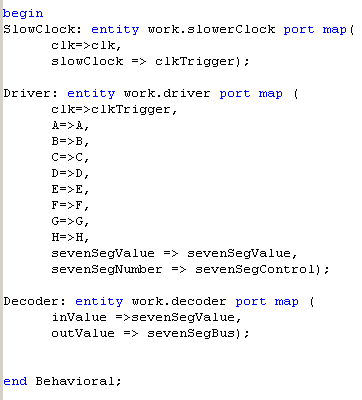 begin
SlowClock: entity work.slowerClock port map(
clk=>clk,
slowClock => clkTrigger);
Driver: entity work.driver port map (
clk=>clkTrigger,
A=>A,
B=>B,
C=>C,
D=>D,
E=>E,
F=>F,
G=>G,
H=>H,
sevenSegValue => sevenSegValue,
sevenSegNumber => sevenSegControl);
Decoder: entity work.decoder port map (
inValue =>sevenSegValue,
outValue => sevenSegBus);
end Behavioral;